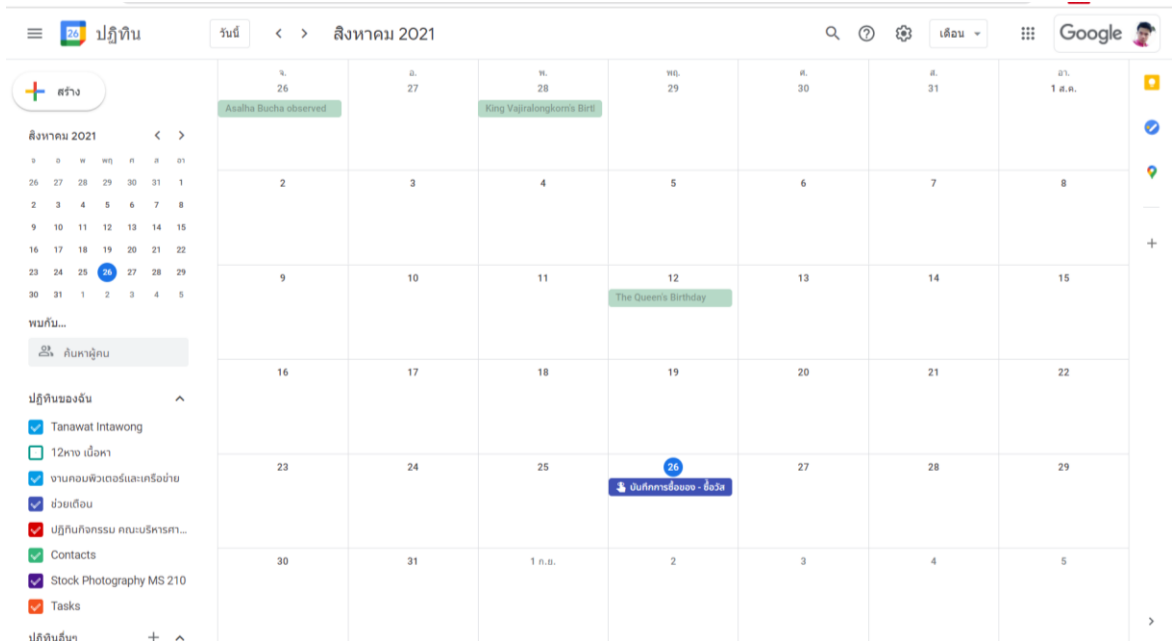 26 ปฏิทิน วันนี้ สิงหาคม 2021 เดือน Google
สร้าง
สิงหาคม 2021
จ อ พ พฤ ศ ส อา
26 27 28 29 30 31 1
2 3 4 5 6 7 8
9 10 11 12 13 14 15
16 17 18 19 20 21 22
23 24 25 26 27 28 29
30 31 1 2 3 4 5
พบกับ...
ค้นหาผู้คน
ปฏิทินของฉัน
Tanawat Intawong
12หาง เนื้อหา
งานคอมพิวเตอร์และเครือข่าย
ช่วยเตือน
ปฏิทินกิจกรรม คณะบริหารศา...
Contacts
Stock Photography MS 210
Tasks
ปฏิทินอื่นๆ
จ. อ. พ. พฤ. ศ. ส. อา.
26 27 28 29 30 31 1 ส.ค.
Asalha Bucha observed King Vajiralongkorn's Birtl
2 3 4 5 6 7 8
9 10 11 12 13 14 15
The Queen's Birthday
16 17 18 19 20 21 22
23 24 25 26 27 28 29
บันทึกการซื้อของ - ซื้อวัส
30 31 1 ก.ย. 2 3 4 5